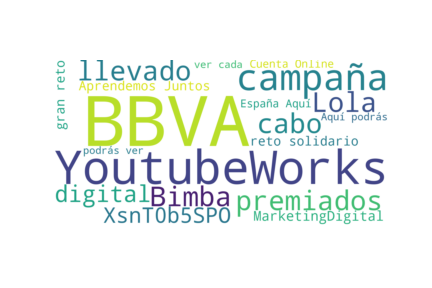 ver cada Cuenta Online
llevado campaña
gran reto
Aprendemos Juntos
BBVA España Aquí Lola
Aquí podrás
cabo
reto solidario
podrás ver
YoutubeWorks
digital Bimba premiados
XsnT0b5SPO MarketingDigital